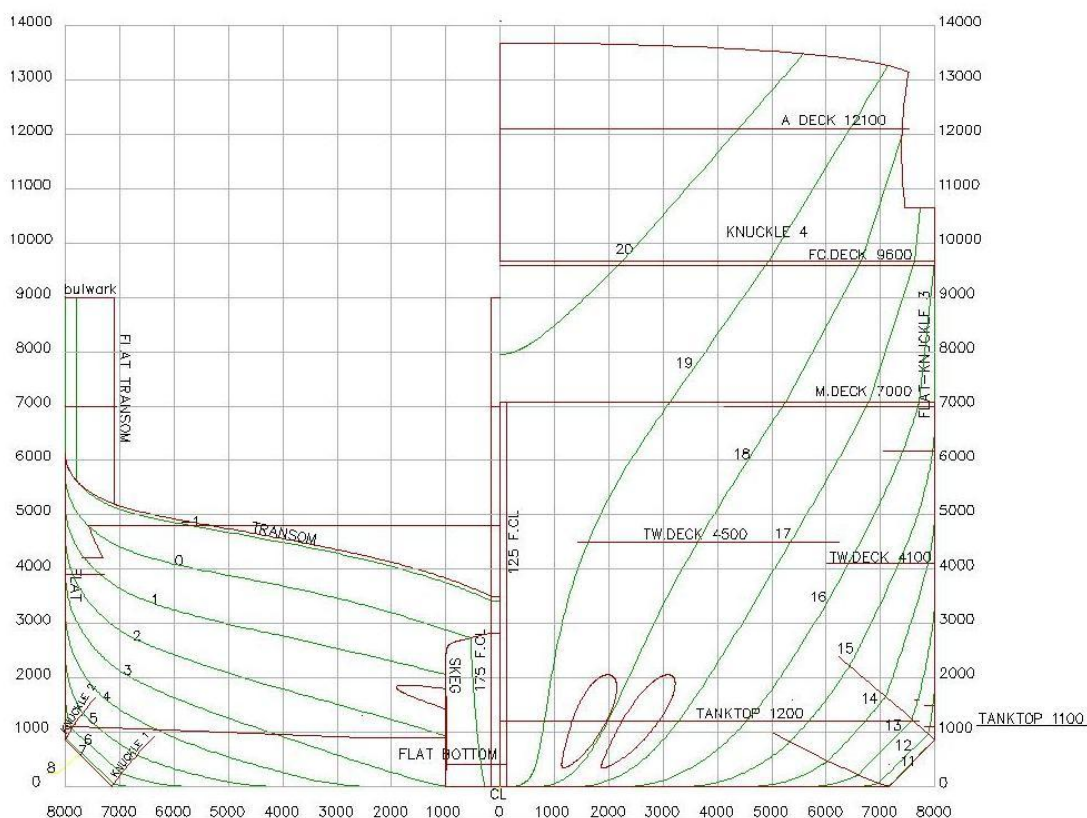 14000 14000
13000 13000
A DECK 12100
12000 12000
11000 11000
KNUCKLE 4
20
FC.DECK 9600
10000 10000
bulwark
9000 9000
FLAT TRANSOM
FLAT-KNUCKLE 3
19
8000 8000
M.DECK 7000
7000 7000
18
6000 6000
5000 5000
-1
TRANSOM
TW.DECK 4500 17
0
125 F.CL
TW.DECK 4100
4000 4000
FLAT
1
16
3000 3000
2
15
3
SKEG
175 F.CL
2000 2000
KNUCKLE 2
4
14
5
TANKTOP 1200
13
1000 1000
TANKTOP 1100
6
7
KNUCKLE 1
FLAT BOTTOM
12
11
8
0 0
CL
8000 7000 6000 5000 4000 3000 2000 1000 0 1000 2000 3000 4000 5000 6000 7000 8000